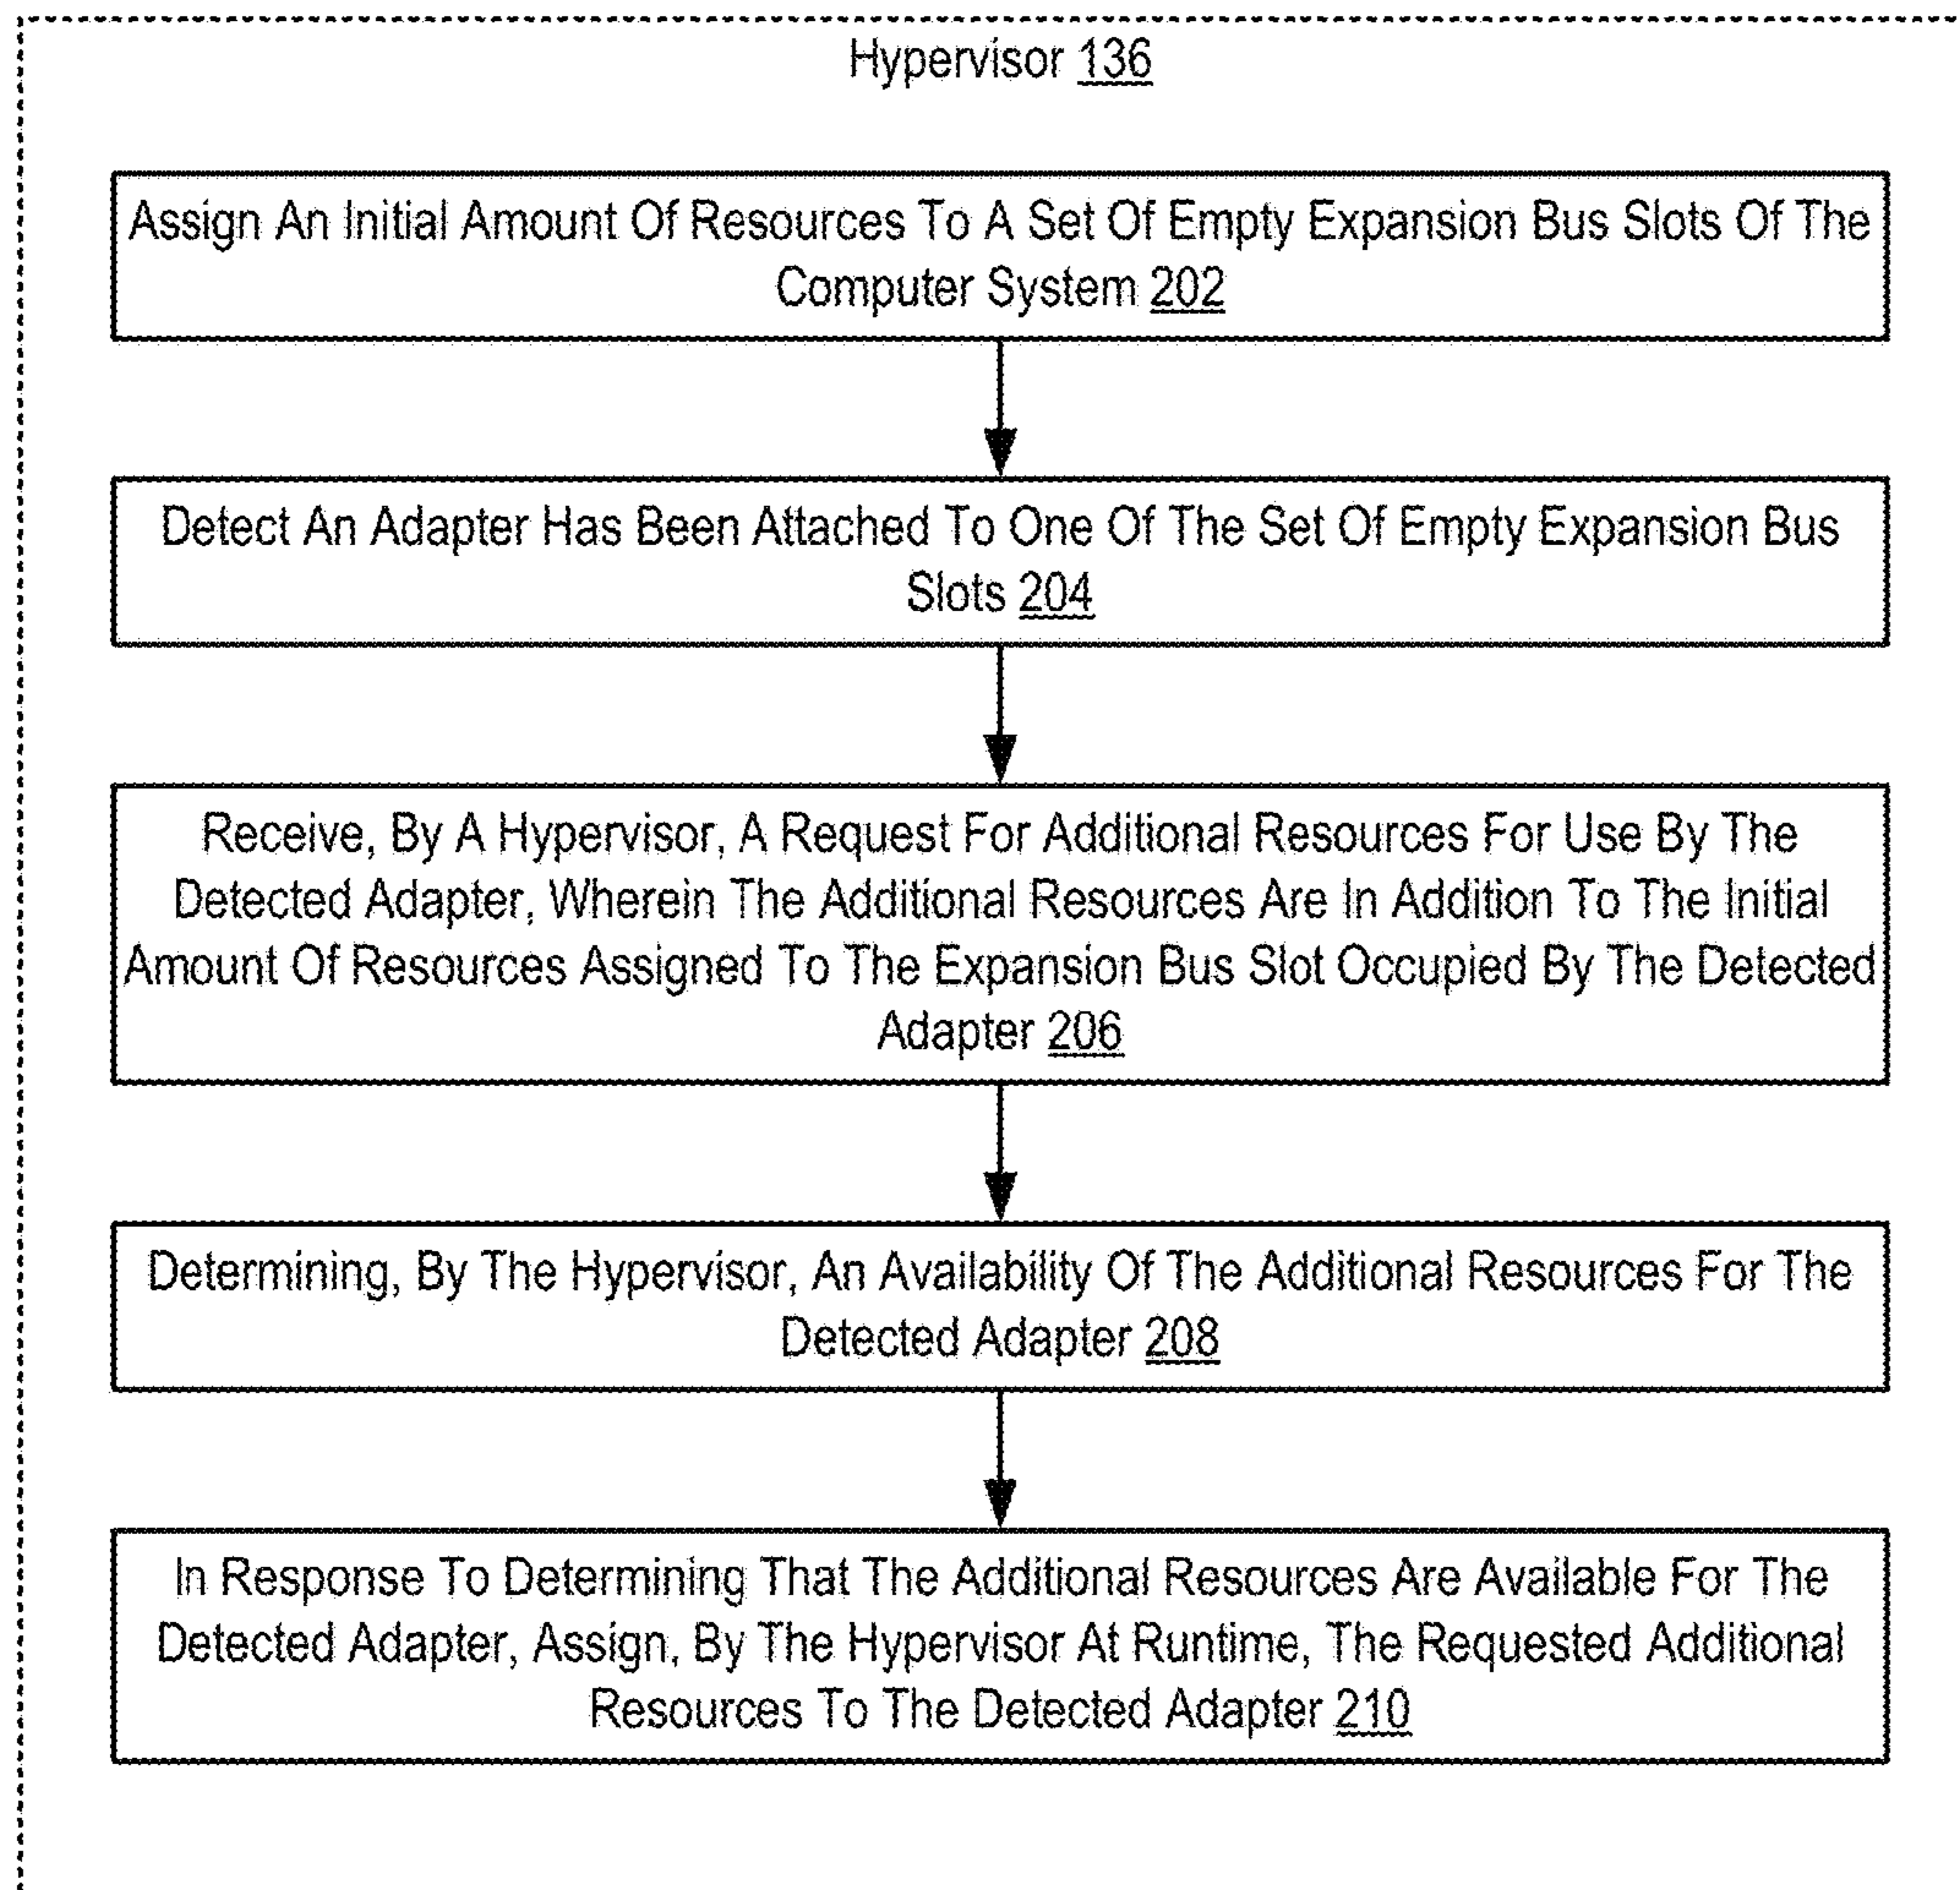 Hypervisor 136
Assign An Initial Amount Of Resources To A Set Of Empty Expansion Bus Slots Of The
Computer System 202
Detect An Adapter Has Been Attached To One Of The Set Of Empty Expansion Bus
Slots 204
Receive, By A Hypervisor, A Request For Additional Resources For Use By The
Detected Adapter, Wherein The Additional Resources Are In Addition To The Initial
Amount Of Resources Assigned To The Expansion Bus Slot Occupied By The Detected
Adapter 206
Determining, By The Hypervisor, An Availability Of The Additional Resources For The
Detected Adapter 208
In Response To Determining That The Additional Resources Are Available For The
Detected Adapter, Assign, By The Hypervisor At Runtime, The Requested Additional
Resources To The Detected Adapter 210